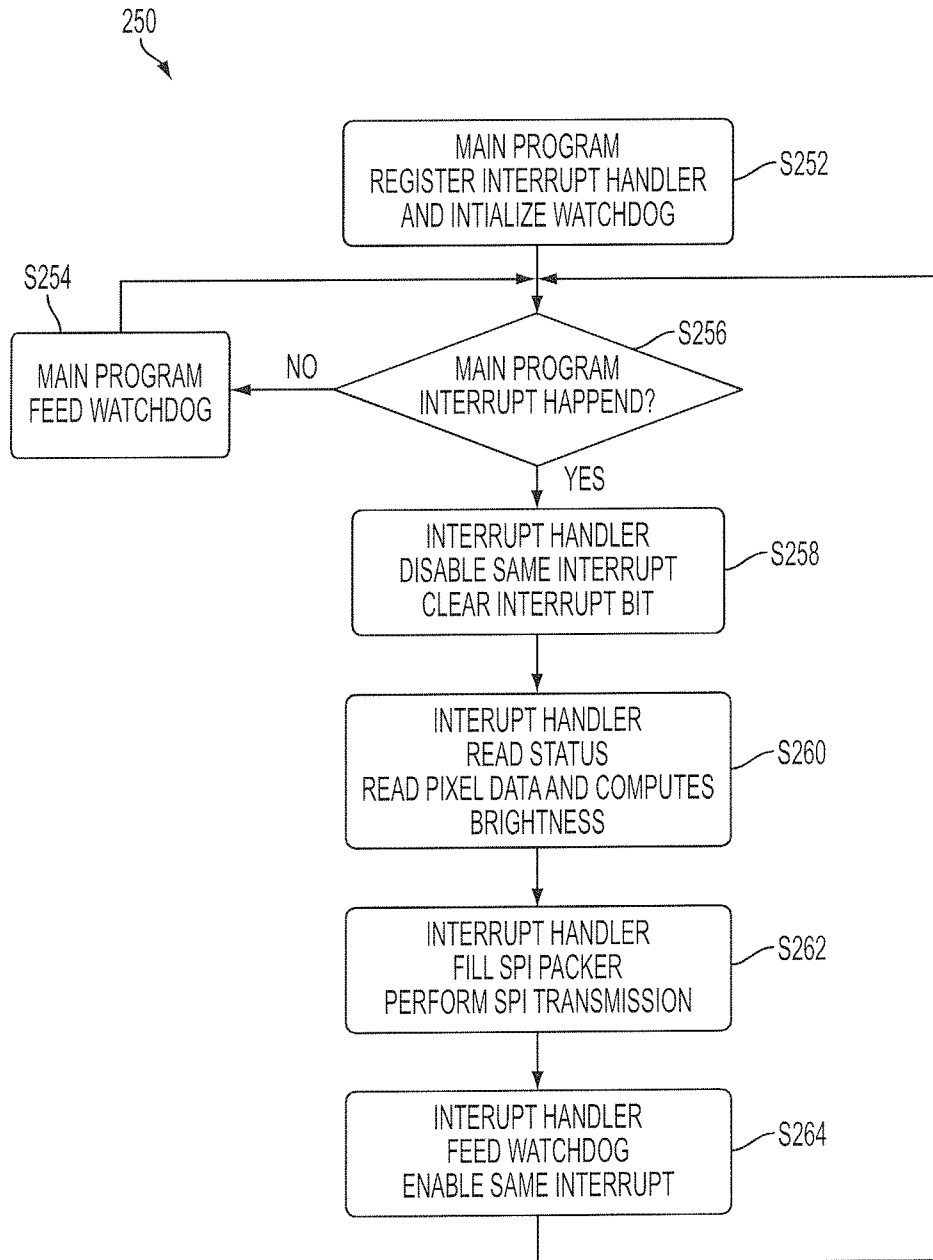 250
MAIN PROGRAM
REGISTER INTERRUPT HANDLER
AND INTIALIZE WATCHDOG
S252
S254
MAIN PROGRAM
FEED WATCHDOG
NO
S256
MAIN PROGRAM
INTERRUPT HAPPEND?
YES
INTERRUPT HANDLER
DISABLE SAME INTERRUPT
CLEAR INTERRUPT BIT
S258
INTERUPT HANDLER
READ STATUS
READ PIXEL DATA AND COMPUTES
BRIGHTNESS
S260
INTERRUPT HANDLER
FILL SPI PACKER
PERFORM SPI TRANSMISSION
S262
INTERUPT HANDLER
FEED WATCHDOG
ENABLE SAME INTERRUPT
S264